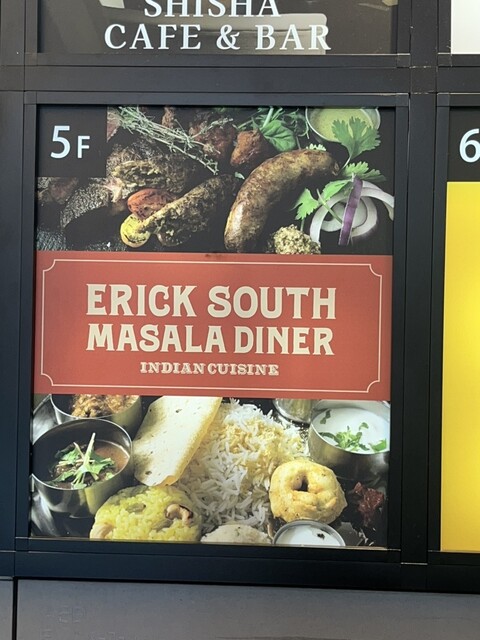 SHISHA
CAFE & BAR
5F
6
ERICK SOUTH
MASALA DINER
INDIAN CUISINE